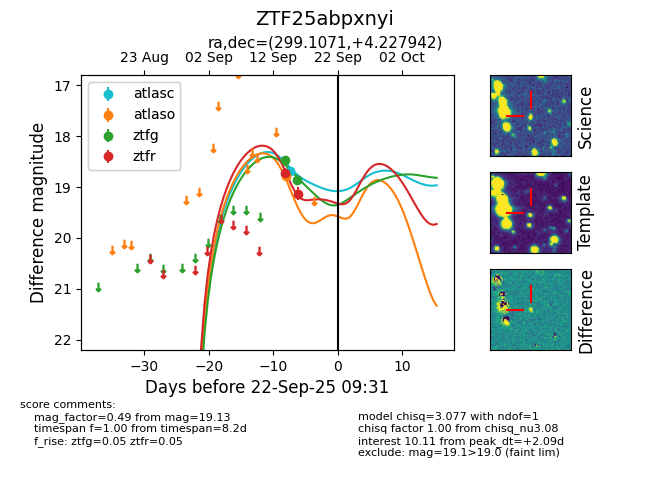 ZTF25abpxnyi
ra,dec=(299.1071,+4.227942)
23 Aug 02 Sep 12 Sep 22 Sep 02 Oct
17
18
19
20
21
22
Difference magnitude
atlasc
atlaso
ztfg
ztfr
−30 −20 −10 0 10
Days before 22-Sep-25 09:31
Science
Template
Difference
score comments:
mag_factor=0.49 from mag=19.13
timespan f=1.00 from timespan=8.2d
f_rise: ztfg=0.05 ztfr=0.05
model chisq=3.077 with ndof=1
chisq factor 1.00 from chisq_nu3.08
interest 10.11 from peak_dt=+2.09d
exclude: mag=19.1>19.0 (faint lim)